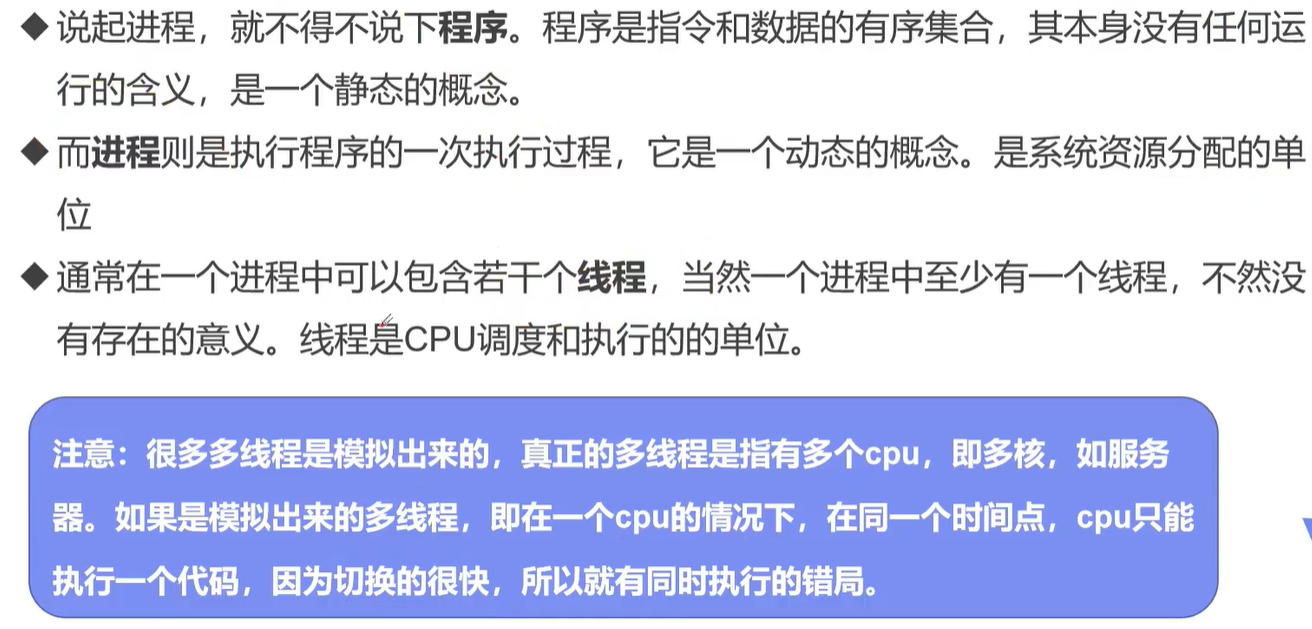 ◆说起进程，就不得不说下程序。程序是指令和数据的有序集合，其本身没有任何运
行的含义，是一个静态的概念。
◆而进程则是执行程序的一次执行过程，它是一个动态的概念。是系统资源分配的单
位
◆通常在一个进程中可以包含若干个线程，当然一个进程中至少有一个线程，不然没
有存在的意义。线程是CPU调度和执行的的单位。
注意：很多多线程是模拟出来的，真正的多线程是指有多个cpu，即多核，如服务
器。如果是模拟出来的多线程，即在一个cpu的情况下，在同一个时间点，cpu只能
执行一个代码，因为切换的很快，所以就有同时执行的错局。